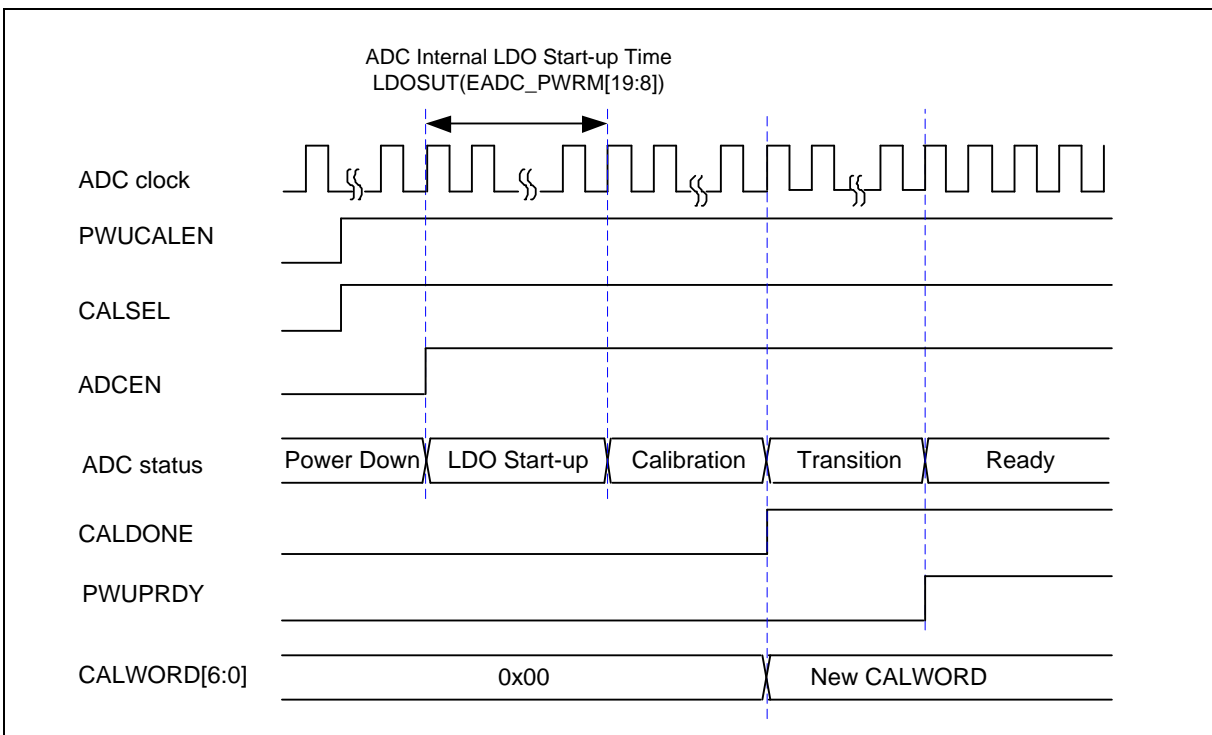 ADC Internal LDO Start-up Time
LDOSUT(EADC_PWRM[19:8])
ADC clock
PWUCALEN
CALSEL
ADCEN
ADC status
Power Down
LDO Start-up
Calibration
Transition
Ready
CALDONE
PWUPRDY
CALWORD[6:0]
0x00
New CALWORD